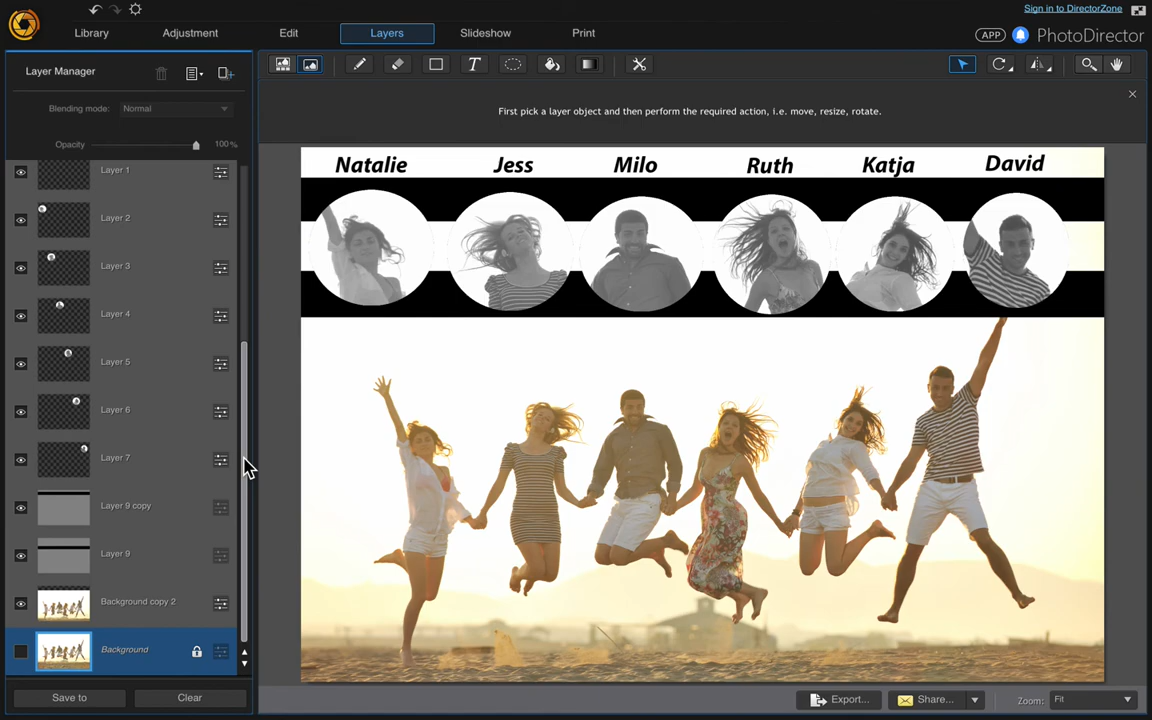 Sign in to DirectorZone
Library Adjustment Edit Layers Slideshow Print APP PhotoDirector
Layer Manager
Blending mode: Normal
Opacity 100 %
First pick a layer object and then perform the required action, i.e. move, resize, rotate.
Layer 1
Layer 2
Layer 3
Layer 4
Layer 5
Layer 6
Layer 7
Layer 9 copy
Layer 9
Background copy 2
Background
Natalie Jess Milo Ruth Katja David
Save to Clear Export... Share... Zoom: Fit